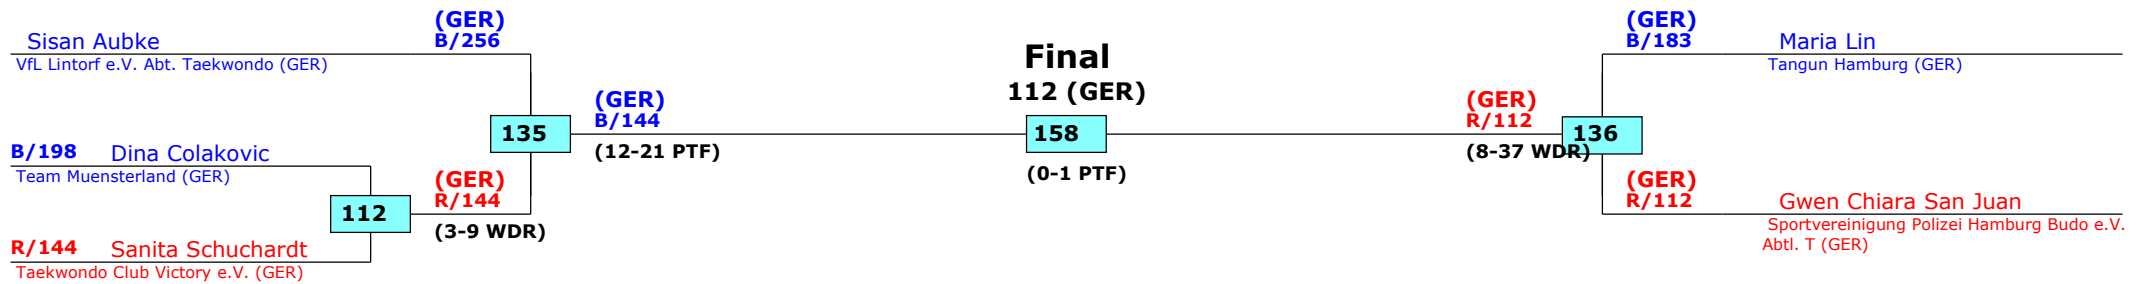 (GER)
B/256
Sisan Aubke
VfL Lintorf e.V. Abt. Taekwondo (GER)
B/198 Dina Colakovic
Team Muensterland (GER)
R/144 Sanita Schuchardt
Taekwondo Club Victory e.V. (GER)
112
(GER)
R/144
(3-9 WDR)
135
(GER)
B/144
(12-21 PTF)
Final
112 (GER)
158
(0-1 PTF)
(GER)
R/112
(8-37 WDR)
136
(GER)
B/183
Maria Lin
Tangun Hamburg (GER)
(GER)
R/112
Gwen Chiara San Juan
Sportvereinigung Polizei Hamburg Budo e.V.
Abtl. T (GER)